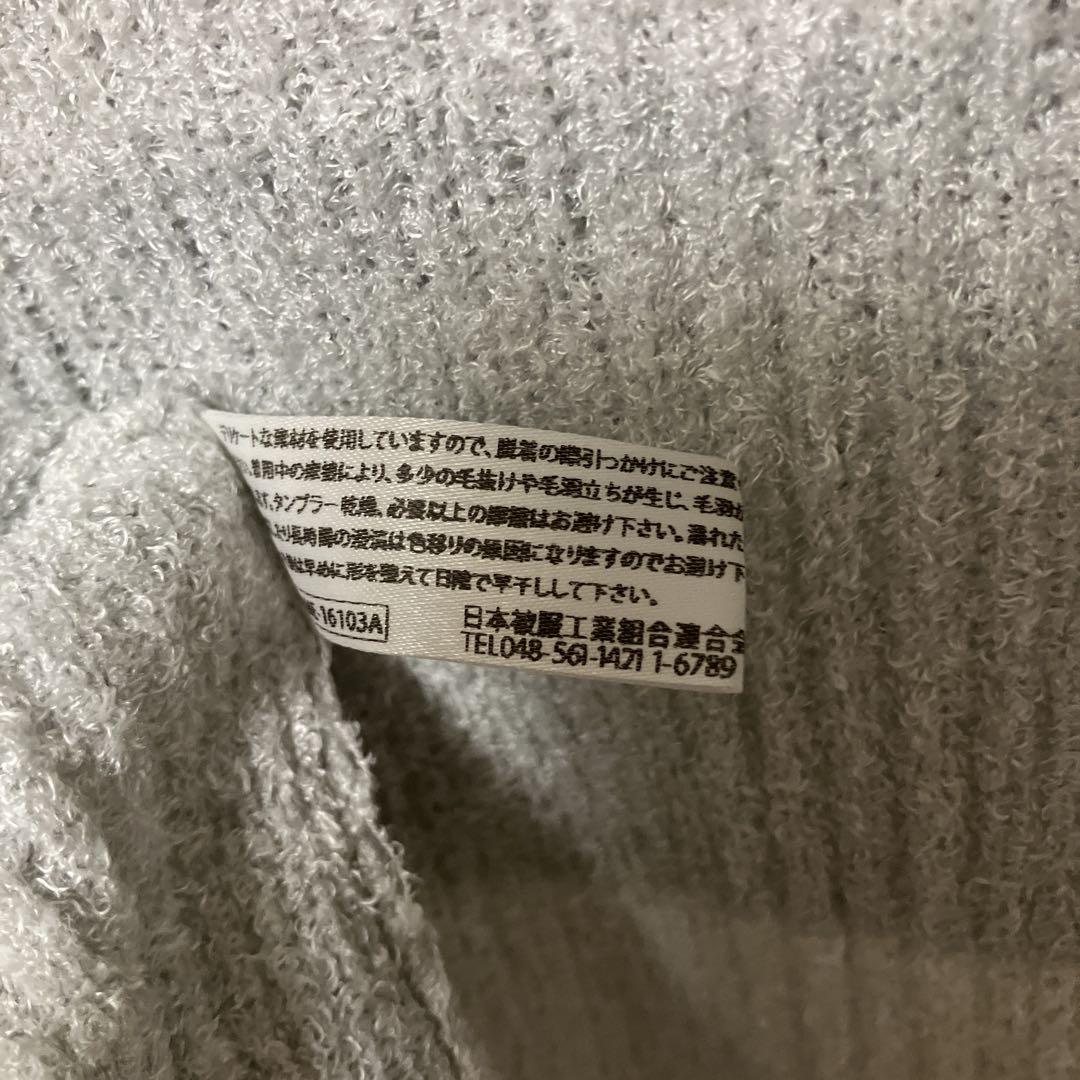 デリケートな素材を使用していますので、脱着の際引っかけにご注意
着用中の摩擦により、多少の毛抜けや毛羽立ちが生じ、毛羽が
タンブラー乾燥、必要以上の摩擦はお避け下さい。濡れた
より長時間の浸漬は色移りの原因になりますのでお避け下
は早めに形を整えて日陰で平干しして下さい。
-16103A
日本被服工業組合連合会
TEL048-561-1421 1-6789